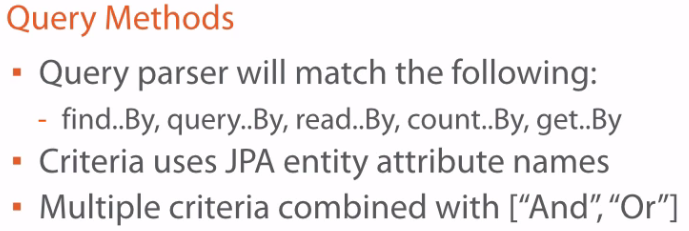 Query Methods
▪ Query parser will match the following:
- find..By, query..By, read..By, count..By, get..By
▪ Criteria uses JPA entity attribute names
▪ Multiple criteria combined with [“And”, “Or”]